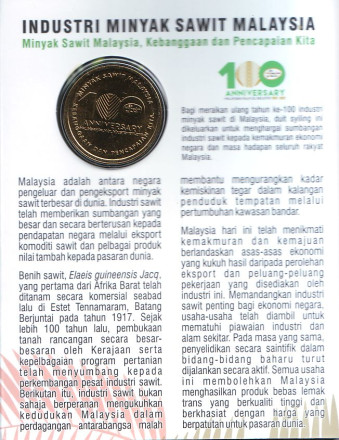 INDUSTRI MINYAK SAWIT MALAYSIA
Minyak Sawit Malaysia, Kebanggaan dan Pencapaian Kita
MINYAK SAWIT MALAYSIA
100
ANNIVERSARY
KEBANGGAAN DAN PENCAPAIAN KITA
100
ANNIVERSARY
Bagi meraikan ulang tahun ke-100 industri
minyak sawit di Malaysia, duit syiling ini
dikeluarkan untuk menghargai sumbangan
industri sawit kepada kemakmuran ekonomi
negara dan masa hadapan seluruh rakyat
Malaysia.
Malaysia adalah antara negara
pengeluar dan pengeksport minyak
sawit terbesar di dunia. Industri sawit
telah memberikan sumbangan yang
besar dan secara berterusan kepada
pendapatan negara melalui eksport
komoditi sawit dan pelbagai produk
nilai tambah kepada pasaran dunia.
Benih sawit, Elaeis guineensis Jacq,
yang pertama dari Afrika Barat telah
ditanam secara komersial seabad
lalu di Estet Tennamaram, Batang
Berjuntai pada tahun 1917. Sejak
lebih 100 tahun lalu, pembukaan
tanah rancangan secara besar-
besaran oleh Kerajaan serta
kepelbagaian program pertanian
telah menyumbang kepada
perkembangan pesat industri sawit.
Berikutan itu, industri sawit bukan
sahaja berperanan mengukuhkan
kedudukan Malaysia dalam
perdagangan antarabangsa malah
membantu mengurangkan kadar
kemiskinan tegar dalam kalangan
penduduk tempatan melalui
pertumbuhan kawasan bandar.
Malaysia hari ini telah menikmati
kemakmuran dan kemajuan
berlandaskan asas-asas ekonomi
yang kukuh hasil daripada perolehan
eksport dan peluang-peluang
pekerjaan yang disediakan oleh
industri ini. Memandangkan industri
sawit penting bagi ekonomi negara,
usaha-usaha telah diambil untuk
mematuhi piawaian industri dan
alam sekitar. Pada masa yang sama,
penyelidikan secara saintifik dalam
bidang-bidang baharu turut
dijalankan secara aktif. Semua usaha
ini membolehkan Malaysia
menghasilkan produk bebas lemak
trans yang berkualiti tinggi dan
berkhasiat dengan harga yang
berpatutan untuk pasaran dunia.